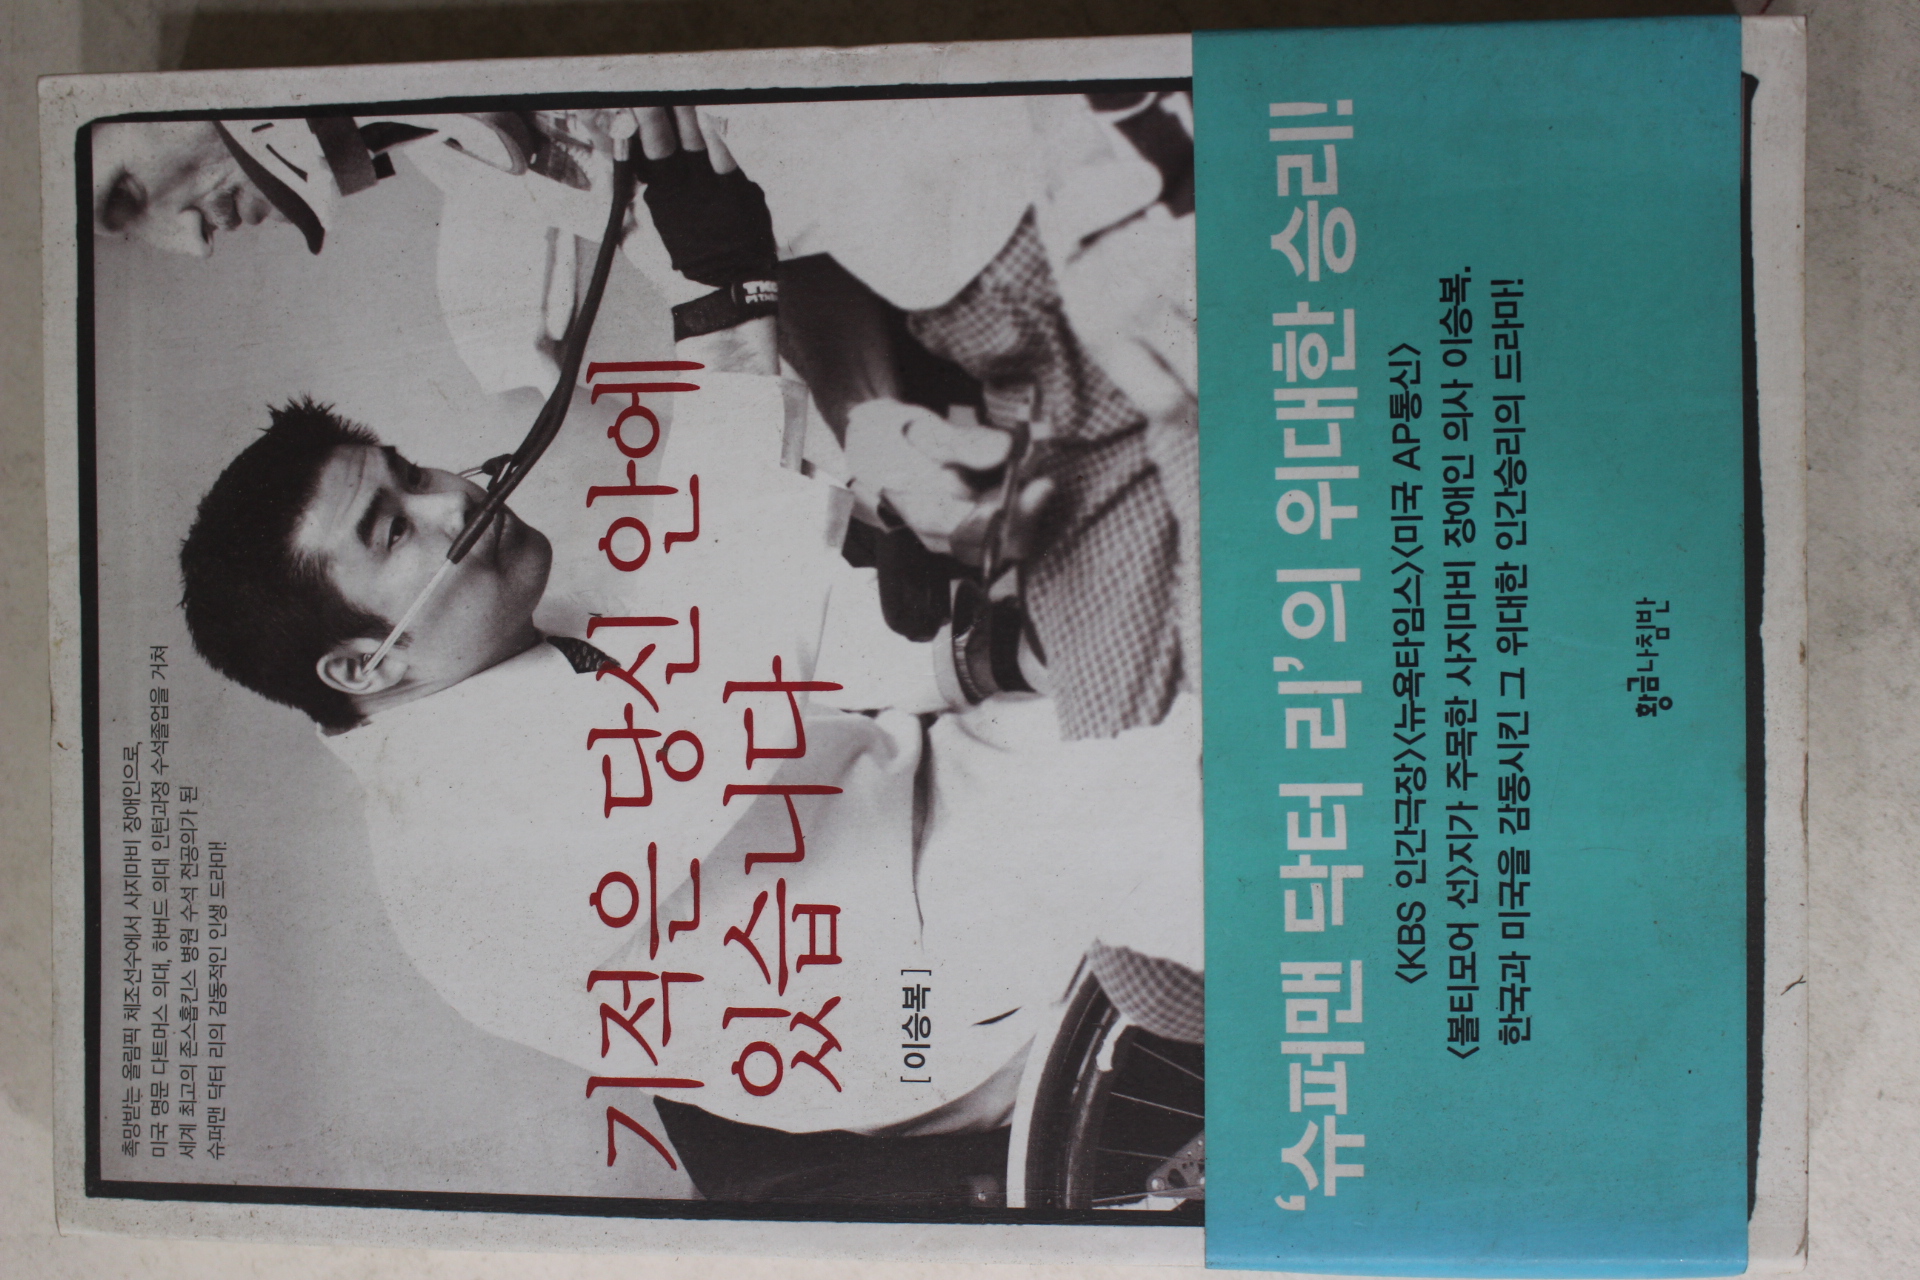 촉망받는 올림픽 체조선수에서 사지마비 장애인으로,
미국 명문 다트머스 의대, 하버드 의대 인턴과정 수석졸업을 거쳐
세계 최고의 존스홉킨스 병원 수석 전공의가 된
슈퍼맨 닥터 리의 감동적인 인생 드라마!
기적은 당신 안에
있습니다
[ 이승복 ]
‘슈퍼맨 닥터 리’의 위대한 승리!
<KBS 인간극장><뉴욕타임스><미국 AP통신>
<볼티모어 선>지가 주목한 사지마비 장애인 의사 이승복.
한국과 미국을 감동시킨 그 위대한 인간승리의 드라마!
황금나침반